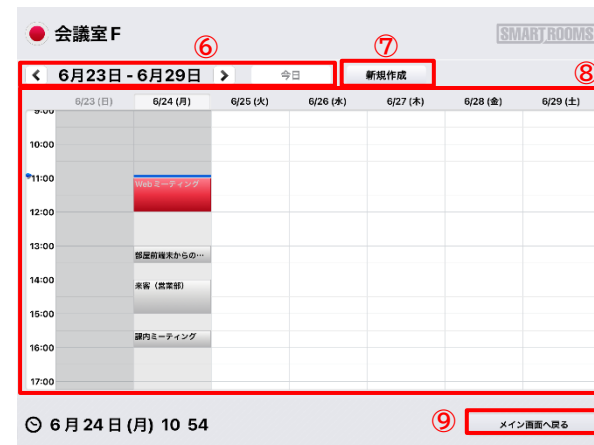 会議室F
SMART ROOMS
⑥
⑦
⑧
6月23日 - 6月29日
今日
新規作成
6/23 (日) 6/24 (月) 6/25 (火) 6/26 (水) 6/27 (木) 6/28 (金) 6/29 (土)
9:00
10:00
11:00
Webミーティング
12:00
13:00
部屋前端末からの…
14:00
来客（営業部）
15:00
課内ミーティング
16:00
17:00
6月24日(月) 10 54
⑨
メイン画面へ戻る